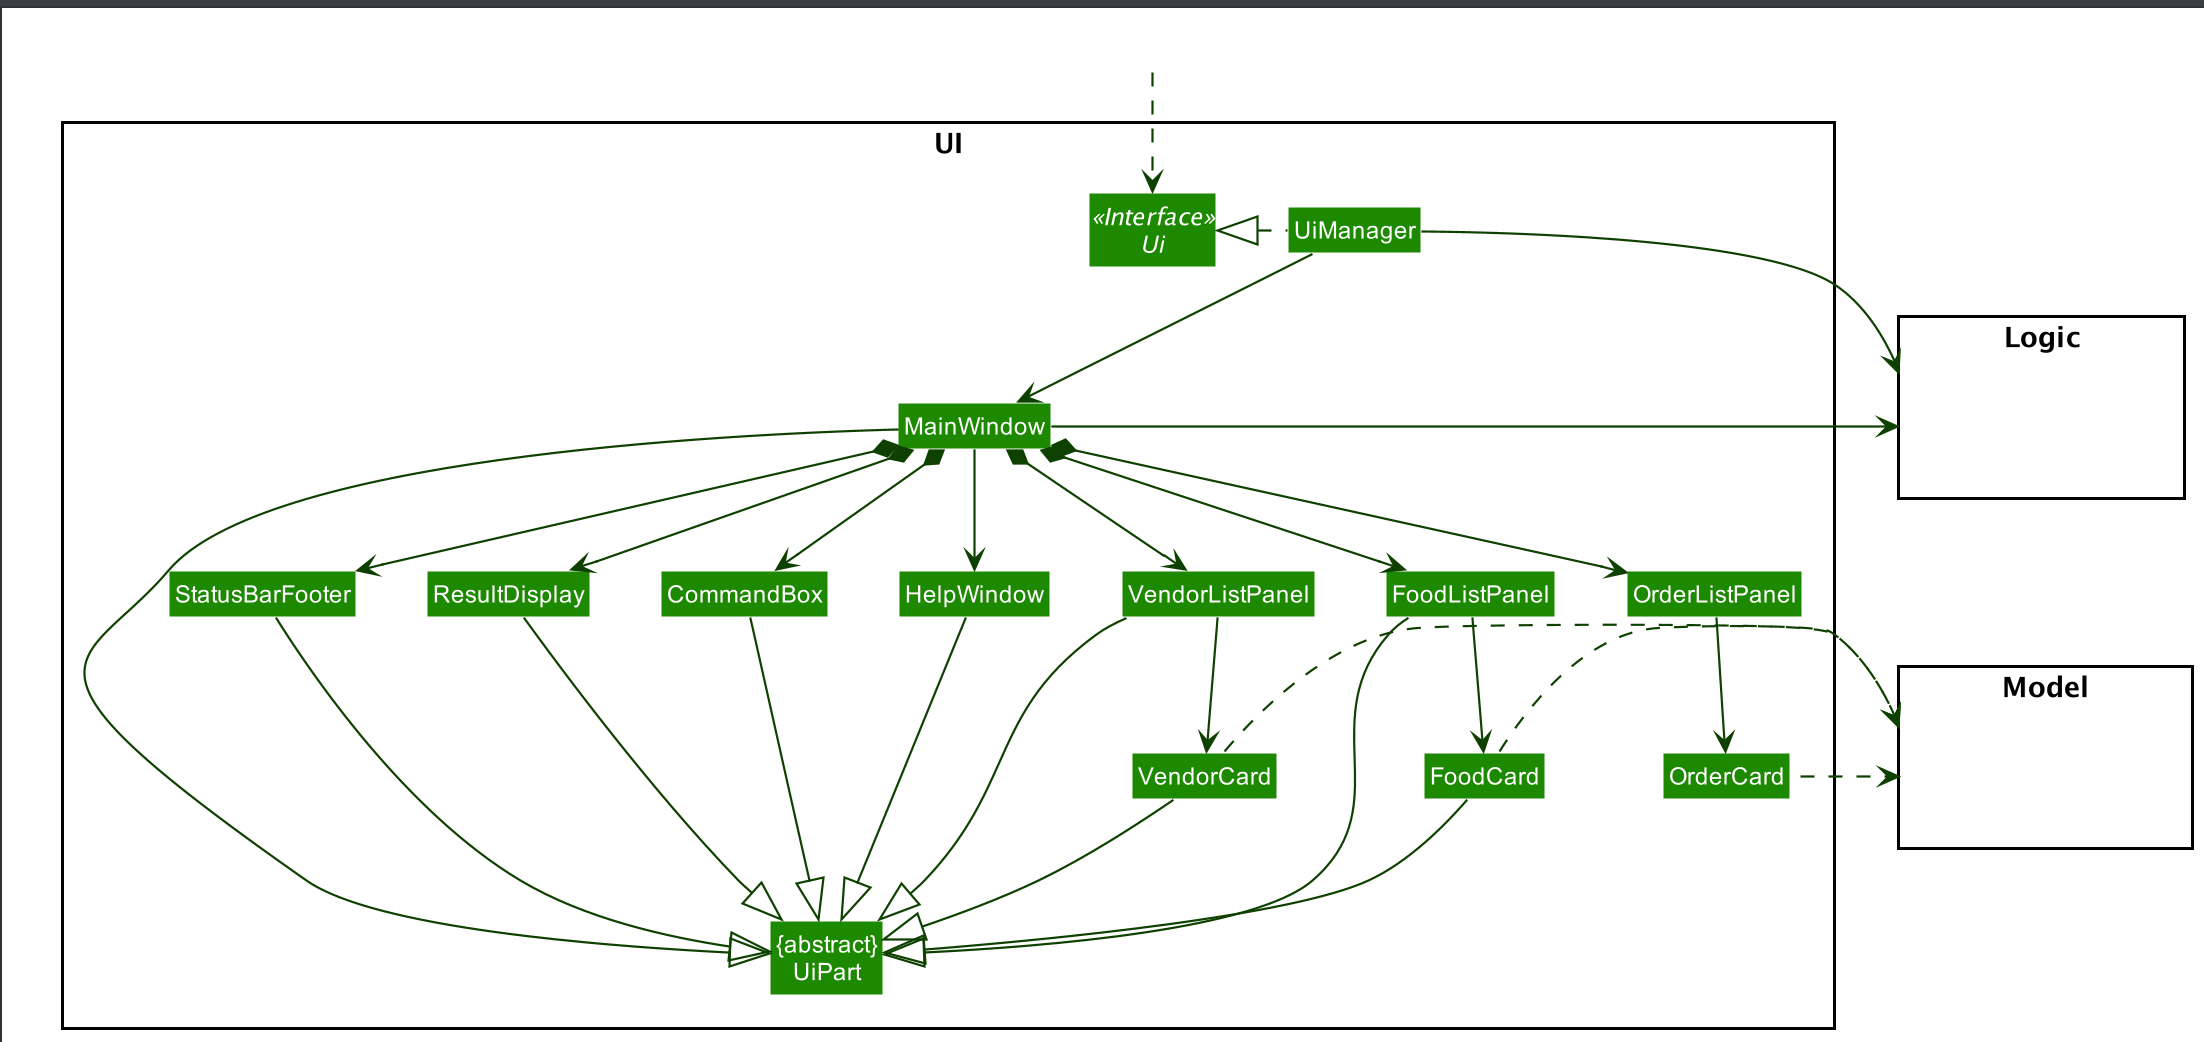 UI
«Interface»
Ui
UiManager
Logic
MainWindow
StatusBarFooter
ResultDisplay
CommandBox
HelpWindow
VendorListPanel
FoodListPanel
OrderListPanel
Model
VendorCard
FoodCard
OrderCard
{abstract}
UiPart